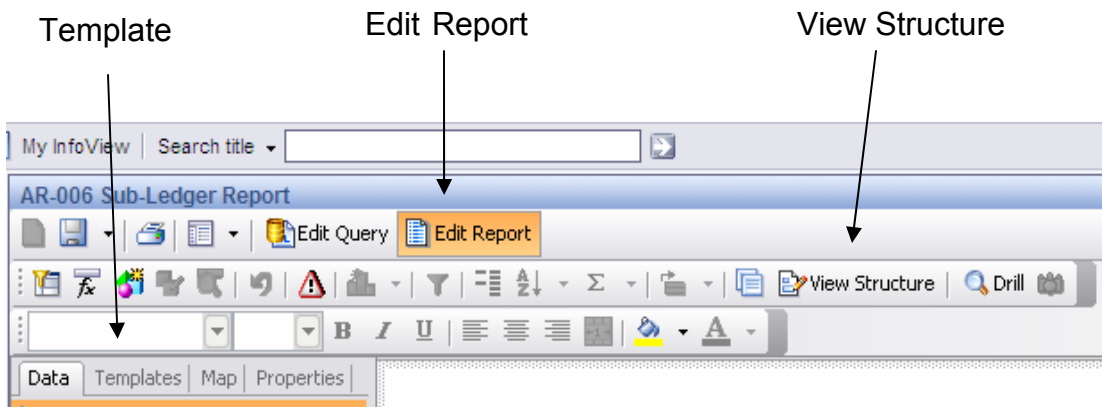 Template Edit Report View Structure
My InfoView Search title
AR-006 Sub-Ledger Report
Edit Query Edit Report
fx A Z Σ View Structure Drill
B I U A
Data Templates Map Properties